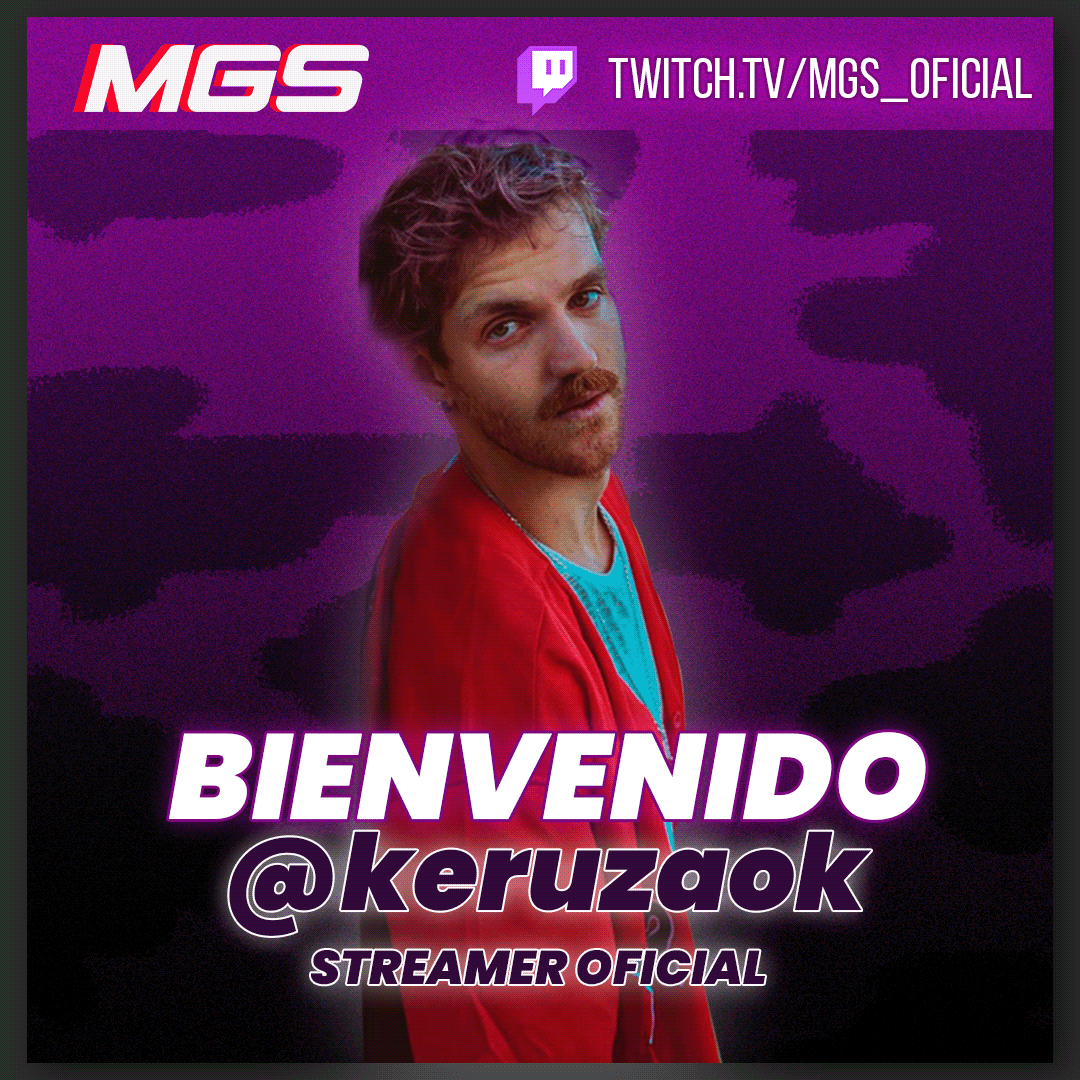 MGS
TWITCH.TV/MGS_OFICIAL
BIENVENIDO
@keruzaok
STREAMER OFICIAL